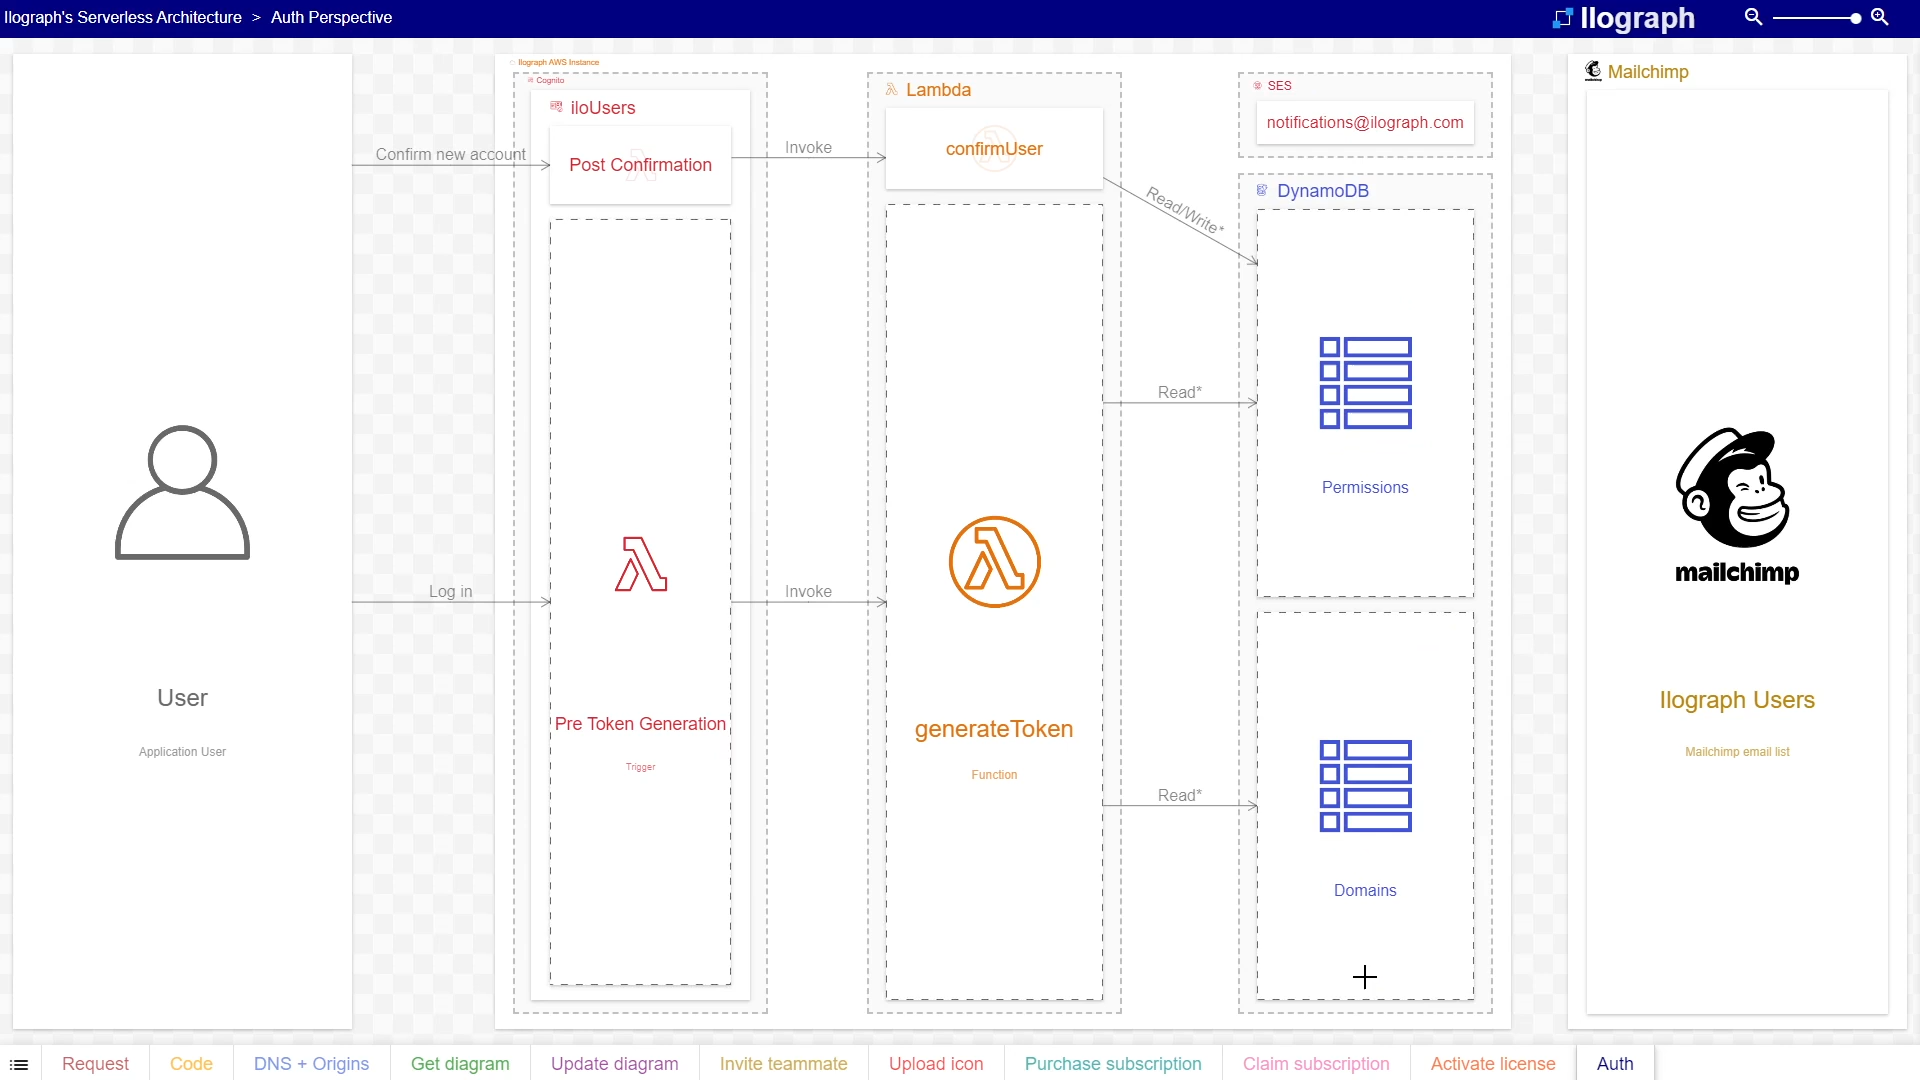 Ilograph's Serverless Architecture > Auth Perspective
Ilograph
Ilograph AWS Instance
Cognito
iloUsers
Post Confirmation
Confirm new account
Invoke
Lambda
confirmUser
SES
notifications@ilograph.com
Mailchimp
Read/Write*
DynamoDB
Read*
Permissions
mailchimp
Log in
Invoke
User
Application User
Pre Token Generation
Trigger
generateToken
Function
Read*
Domains
Ilograph Users
Mailchimp email list
Request
Code
DNS + Origins
Get diagram
Update diagram
Invite teammate
Upload icon
Purchase subscription
Claim subscription
Activate license
Auth